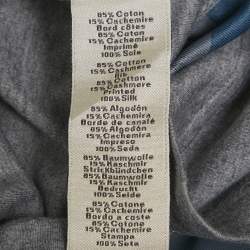 85% Coton
15% Cachemire
Bord côtes
85% Coton
15% Cachemire
Imprimé
100% Soie
85% Cotton
15% Cashmere
Rib
85% Cotton
15% Cashmere
Printed
100% Silk
85% Algodón
15% Cachemira
Borde de canalé
85% Algodón
15% Cachemira
Impreso
100% Seda
85% Baumwolle
15% Kaschmir
Strickbündchen
85% Baumwolle
15% Kaschmir
Bedruckt
100% Seide
85% Cotone
15% Cachemire
Bordo a coste
85% Cotone
15% Cachemire
Stampa
100% Seta